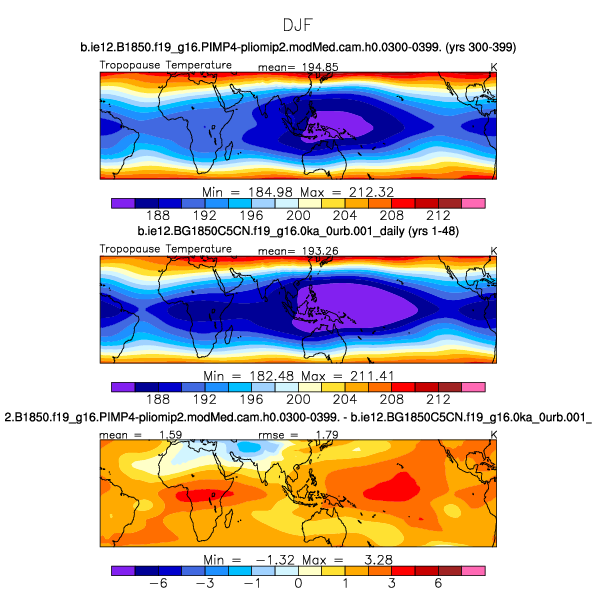 DJF
b.ie12.B1850.f19_g16.PIMP4-pliomip2.modMed.cam.h0.0300-0399. (yrs 300-399)
Tropopause Temperature mean= 194.85 K
Min = 184.98 Max = 212.32
188 192 196 200 204 208 212
b.ie12.BG1850C5CN.f19_g16.0ka_0urb.001_daily (yrs 1-48)
Tropopause Temperature mean= 193.26 K
Min = 182.48 Max = 211.41
188 192 196 200 204 208 212
2.B1850.f19_g16.PIMP4-pliomip2.modMed.cam.h0.0300-0399. - b.ie12.BG1850C5CN.f19_g16.0ka_0urb.001_
mean = 1.59 rmse = 1.79 K
Min = -1.32 Max = 3.28
-6 -3 -1 0 1 3 6